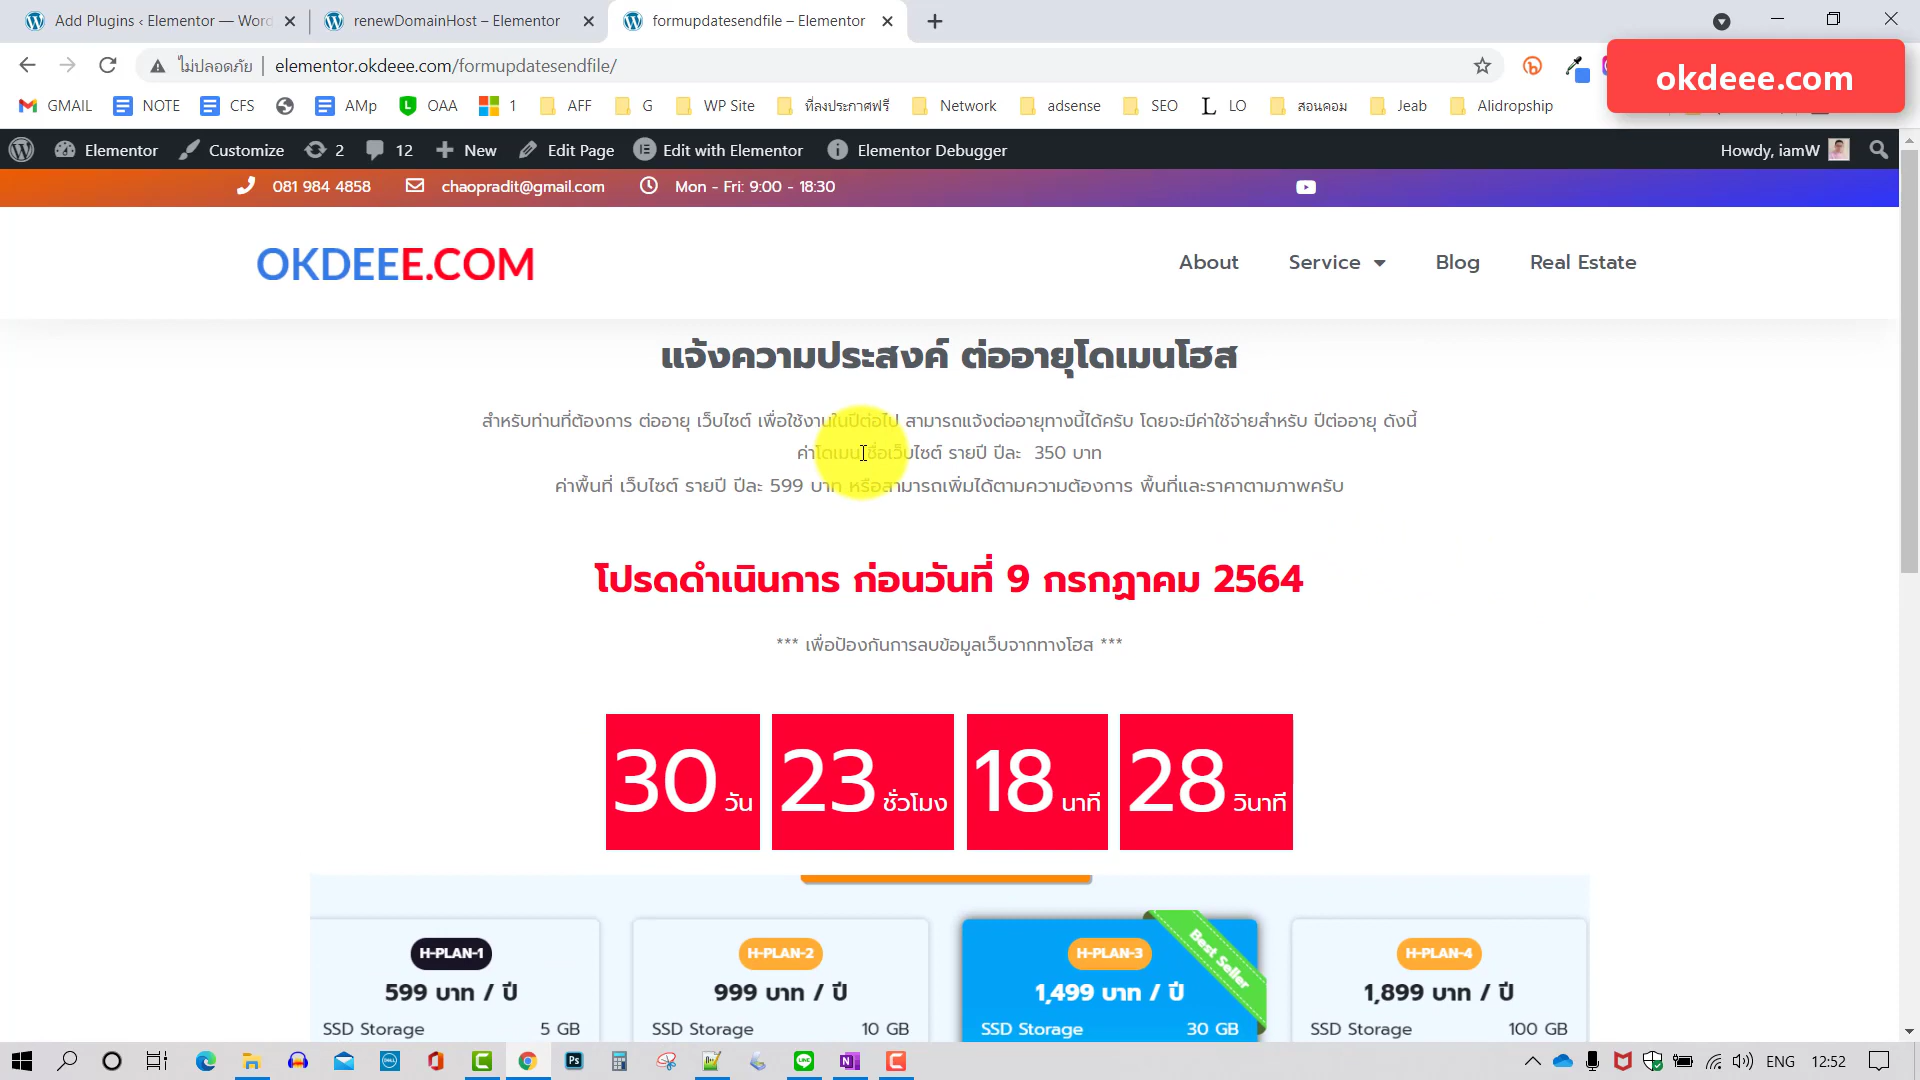 Add Plugins ‹ Elementor — Word
renewDomainHost – Elementor
formupdatesendfile – Elementor
ไม่ปลอดภัย
elementor.okdeee.com/formupdatesendfile/
okdeee.com
GMAIL
NOTE
CFS
AMp
OAA
1
AFF
G
WP Site
ที่ลงประกาศฟรี
Network
adsense
SEO
LO
สอนคอม
Jeab
Alidropship
Elementor
Customize
2
12
New
Edit Page
Edit with Elementor
Elementor Debugger
Howdy, iamW
081 984 4858
chaopradit@gmail.com
Mon - Fri: 9:00 - 18:30
OKDEEE.COM
About
Service
Blog
Real Estate
แจ้งความประสงค์ ต่ออายุโดเมนโฮส
สำหรับท่านที่ต้องการ ต่ออายุ เว็บไซต์ เพื่อใช้งานในปีต่อไป สามารถแจ้งต่ออายุทางนี้ได้ครับ โดยจะมีค่าใช้จ่ายสำหรับ ปีต่ออายุ ดังนี้
ค่าโดเมน ชื่อเว็บไซต์ รายปี ปีละ 350 บาท
ค่าพื้นที่ เว็บไซต์ รายปี ปีละ 599 บาท หรือสามารถเพิ่มได้ตามความต้องการ พื้นที่และราคาตามภาพครับ
โปรดดำเนินการ ก่อนวันที่ 9 กรกฎาคม 2564
*** เพื่อป้องกันการลบข้อมูลเว็บจากทางโฮส ***
30 วัน 23 ชั่วโมง 18 นาที 28 วินาที
H-PLAN-1
599 บาท / ปี
SSD Storage 5 GB
H-PLAN-2
999 บาท / ปี
SSD Storage 10 GB
H-PLAN-3
Best Seller
1,499 บาท / ปี
SSD Storage 30 GB
H-PLAN-4
1,899 บาท / ปี
SSD Storage 100 GB
ENG
12:52